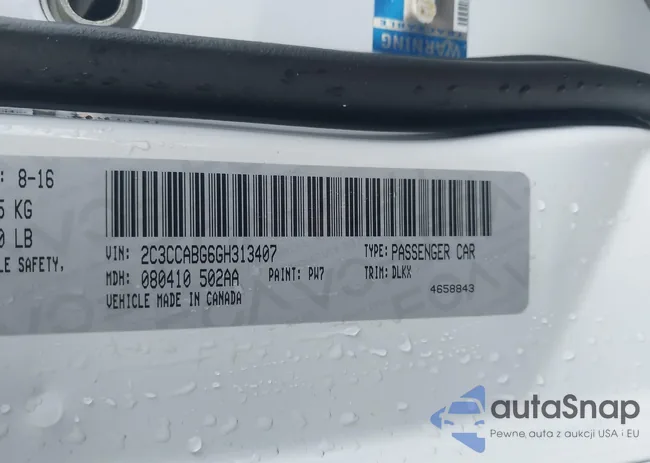 WARNING
: 8-16
5 KG
0 LB
LE SAFETY,
VIN: 2C3CCABG6GH313407 TYPE: PASSENGER CAR
MDH: 080410 502AA PAINT: PW7 TRIM: DLKX
VEHICLE MADE IN CANADA 4658843
autoSnap
Pewne auta z aukcji USA i EU